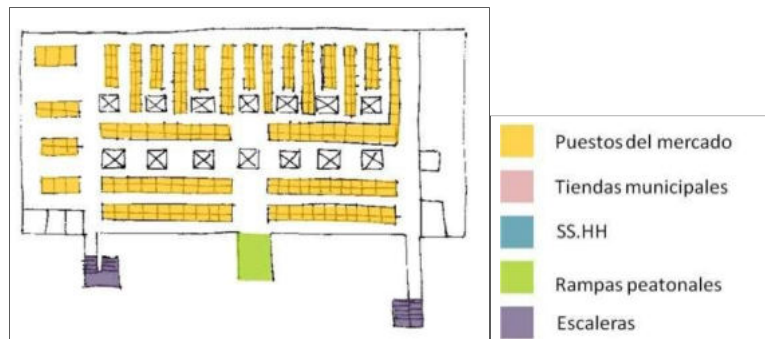 Puestos del mercado
Tiendas municipales
SS.HH
Rampas peatonales
Escaleras